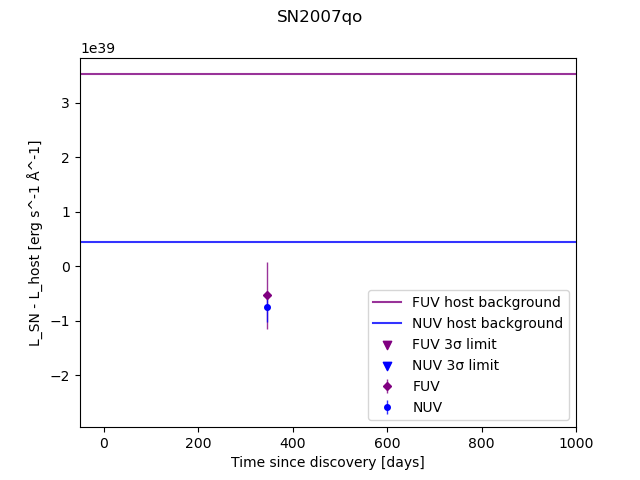 SN2007qo
1e39
L_SN - L_host [erg s^-1 Å^-1]
3
2
1
0
−1
−2
FUV host background
NUV host background
FUV 3σ limit
NUV 3σ limit
FUV
NUV
0 200 400 600 800 1000
Time since discovery [days]